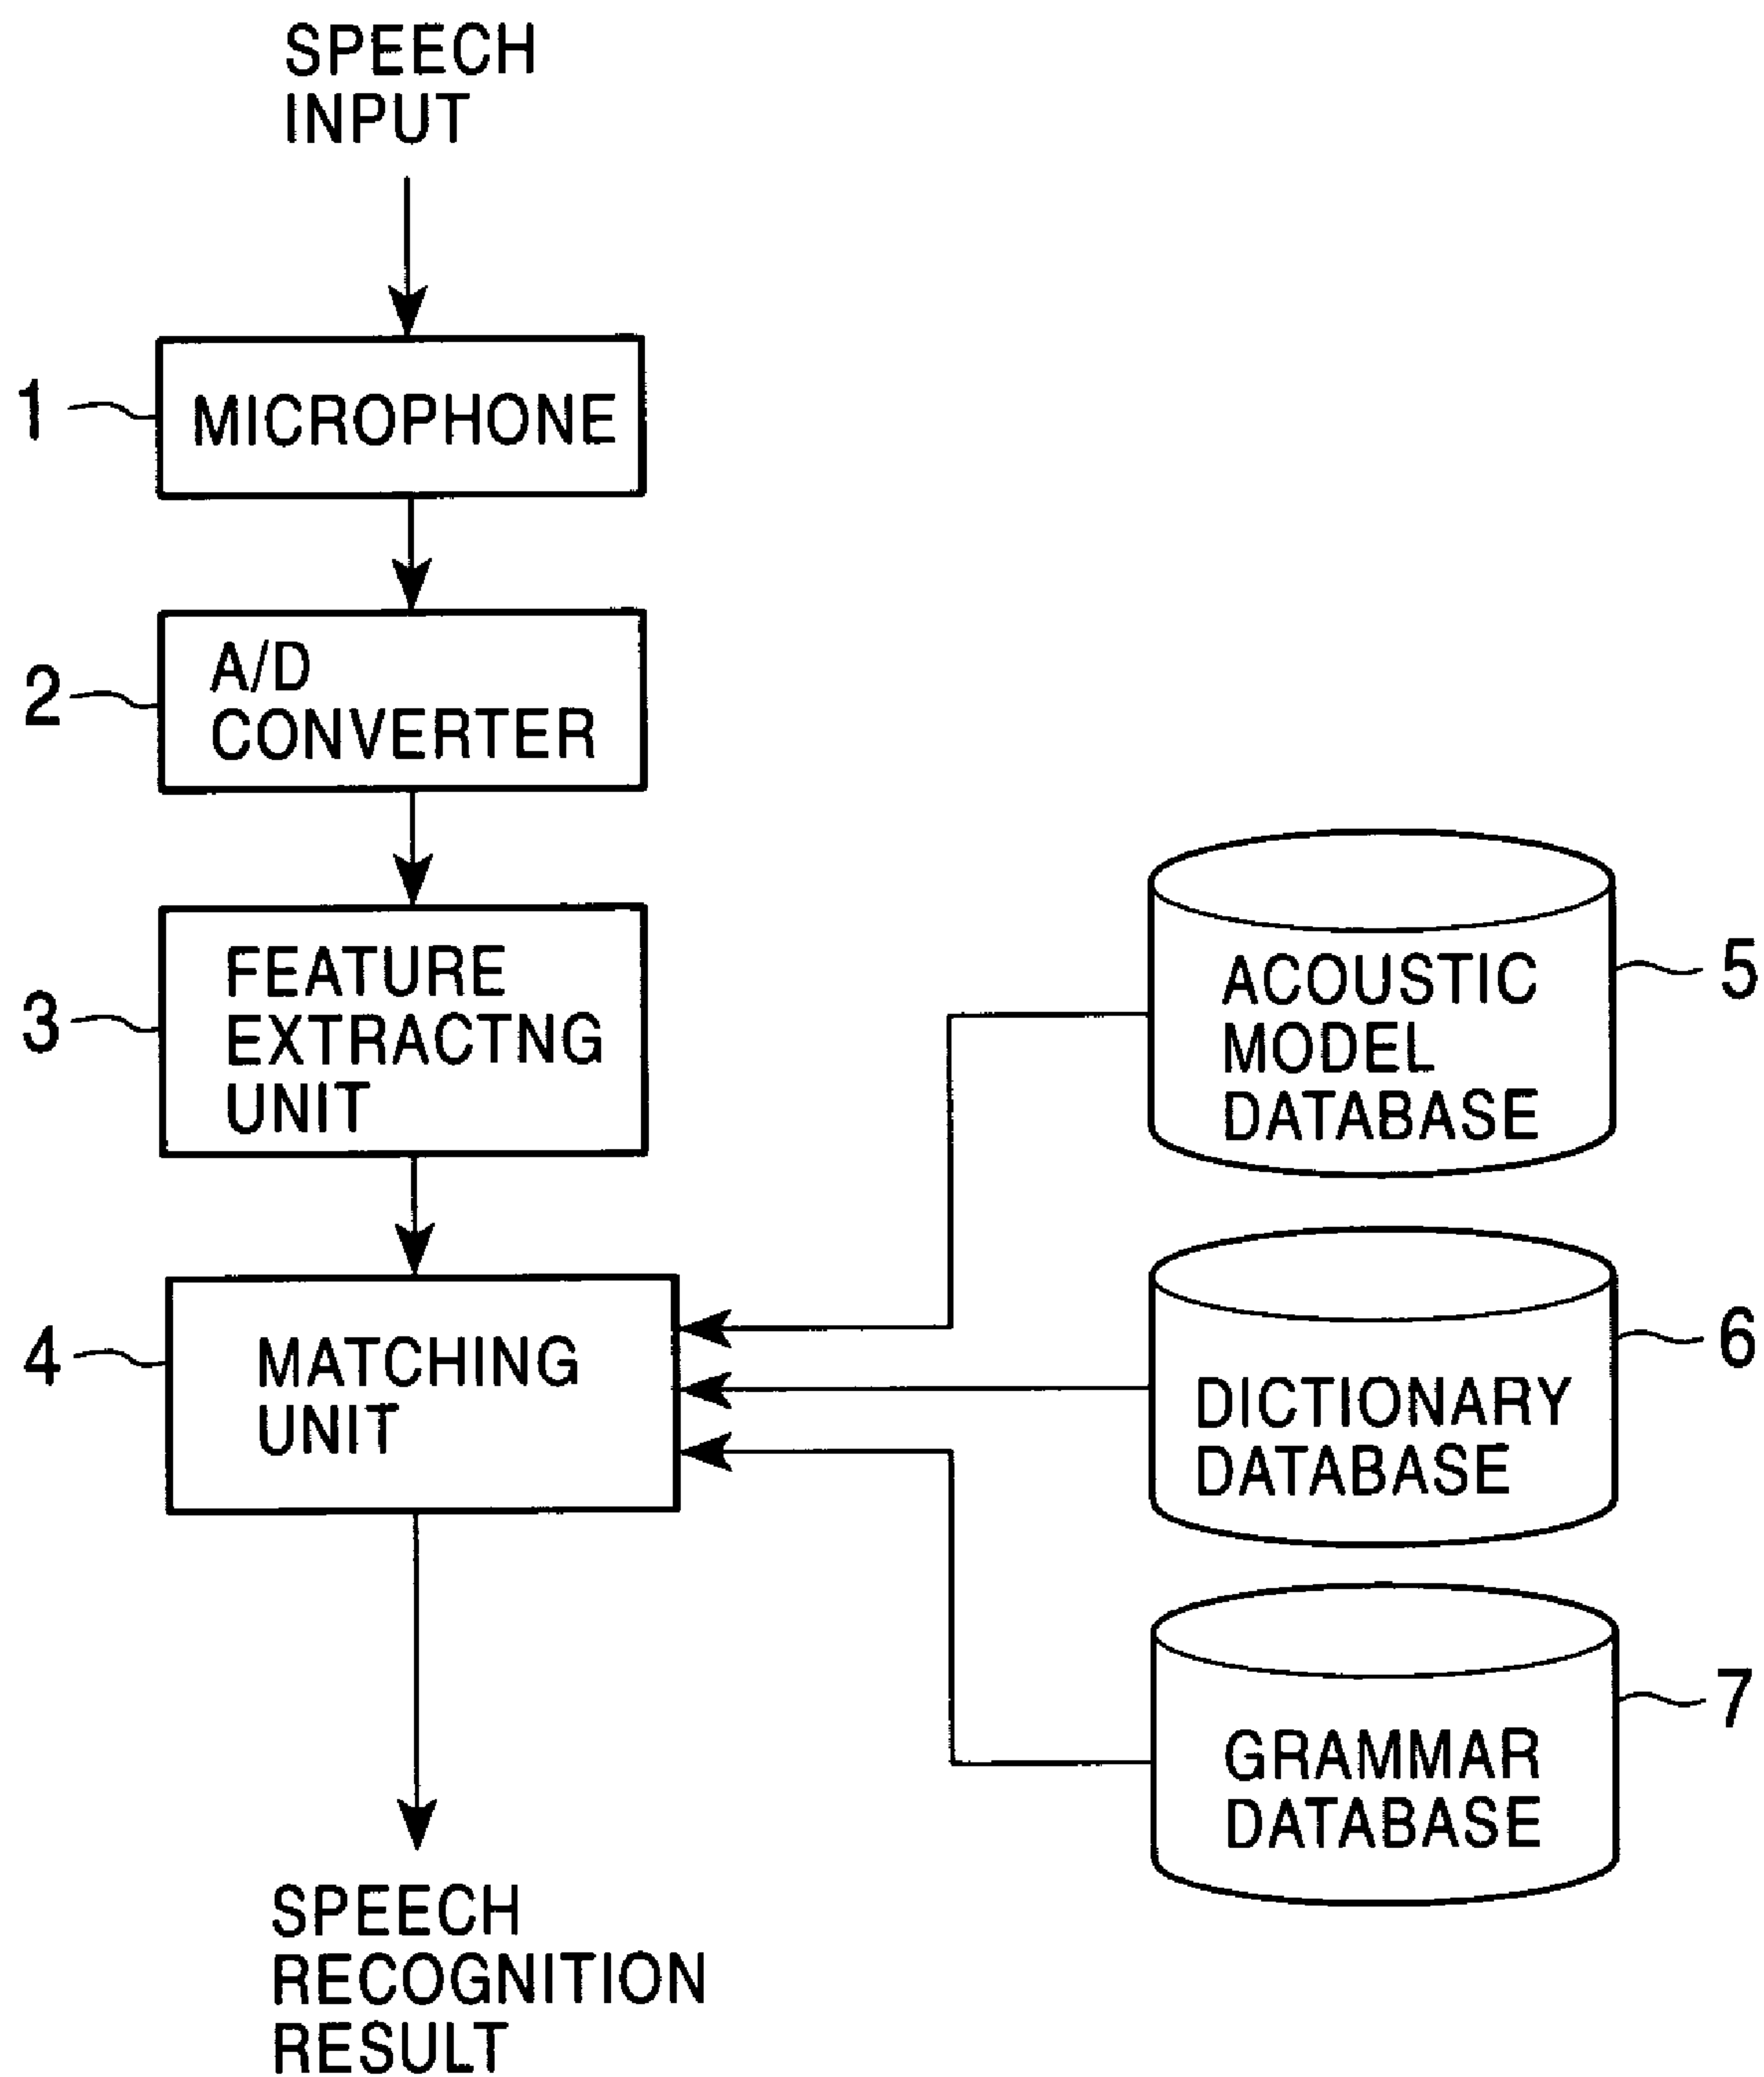 SPEECH
INPUT
1
MICROPHONE
2
A/D
CONVERTER
3
FEATURE
EXTRACTNG
UNIT
5
ACOUSTIC
MODEL
DATABASE
4
MATCHING
UNIT
6
DICTIONARY
DATABASE
7
GRAMMAR
DATABASE
SPEECH
RECOGNITION
RESULT